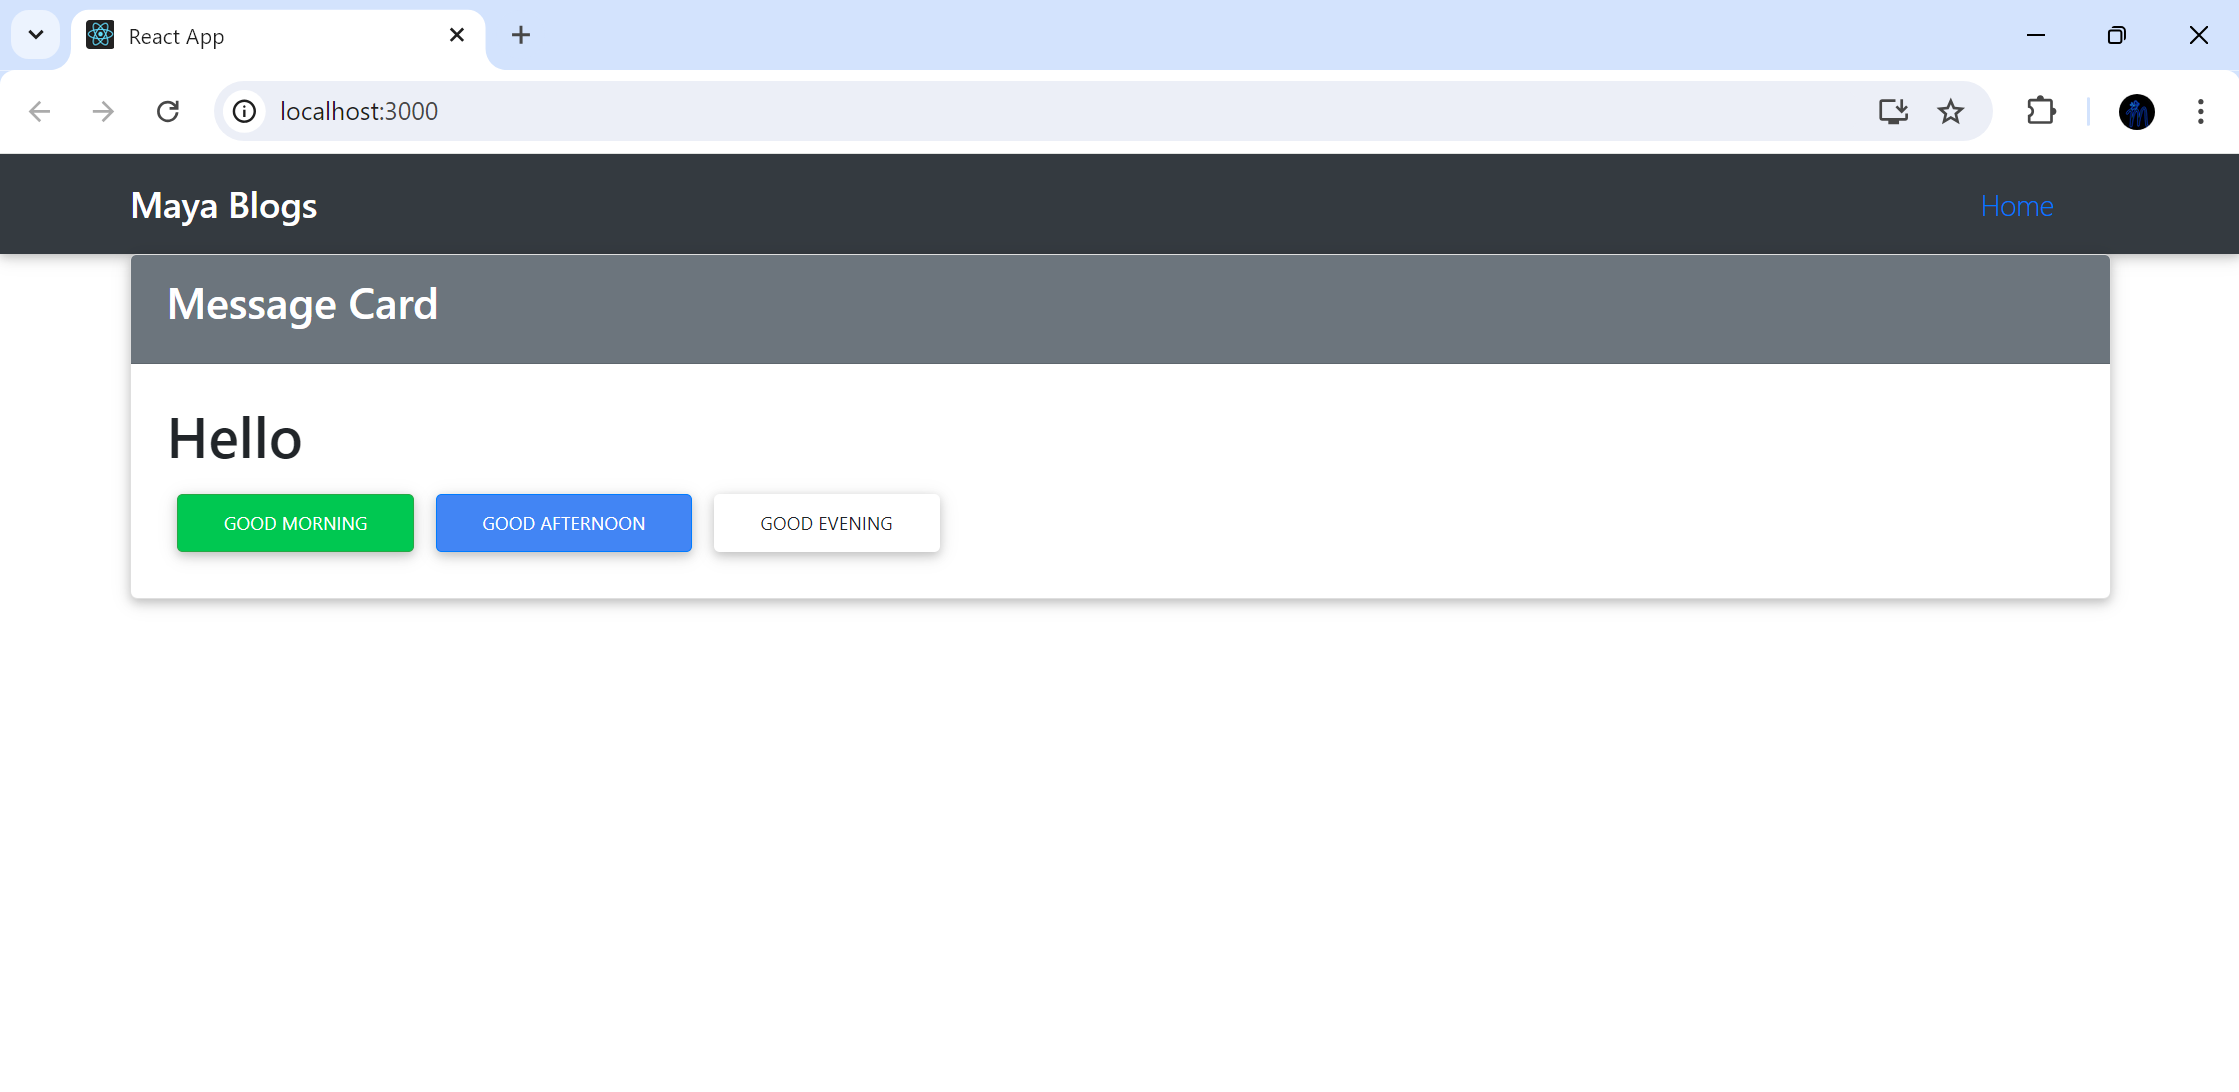 React App
localhost:3000
Maya Blogs
Home
Message Card
Hello
GOOD MORNING
GOOD AFTERNOON
GOOD EVENING